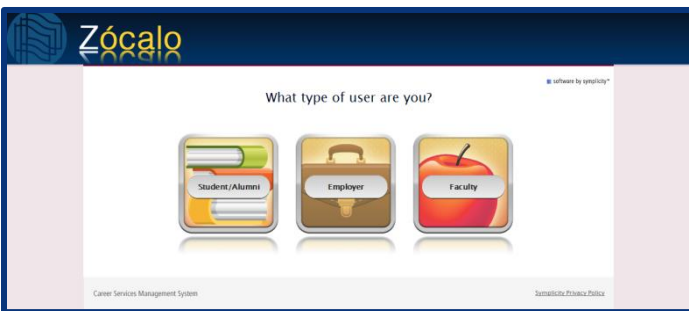 Zócalo
software by symplicity™
What type of user are you?
Student/Alumni
Employer
Faculty
Career Services Management System
Symplicity Privacy Policy